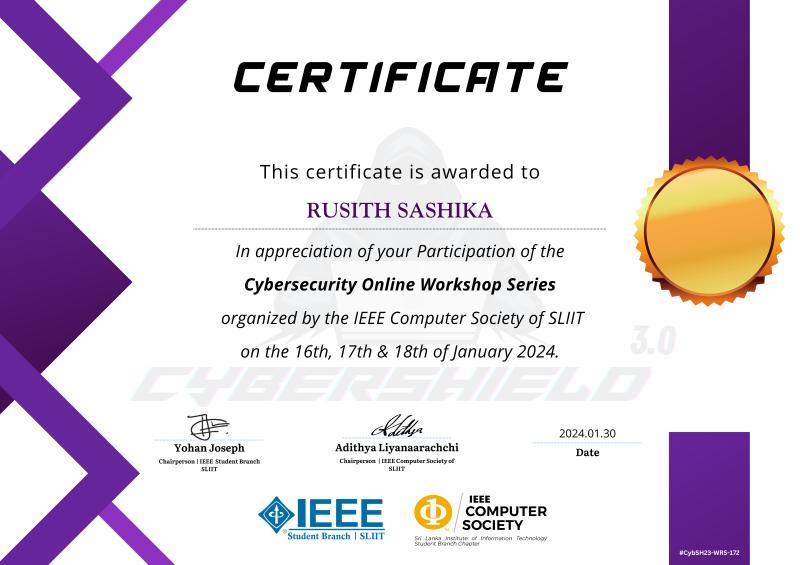 CERTIFICATE
This certificate is awarded to
RUSITH SASHIKA
In appreciation of your Participation of the
Cybersecurity Online Workshop Series
organized by the IEEE Computer Society of SLIIT
on the 16th, 17th & 18th of January 2024.
3.0
CYBERSHIELD
Adithya
2024.01.30
Yohan Joseph
Adithya Liyanaarachchi
Date
Chairperson | IEEE Student Branch
SLIIT
Chairperson | IEEE Computer Society of
SLIIT
IEEE
Student Branch | SLIIT
IEEE
COMPUTER
SOCIETY
Sri Lanka Institute of Information Technology
Student Branch Chapter
#CybSH23-WRS-172